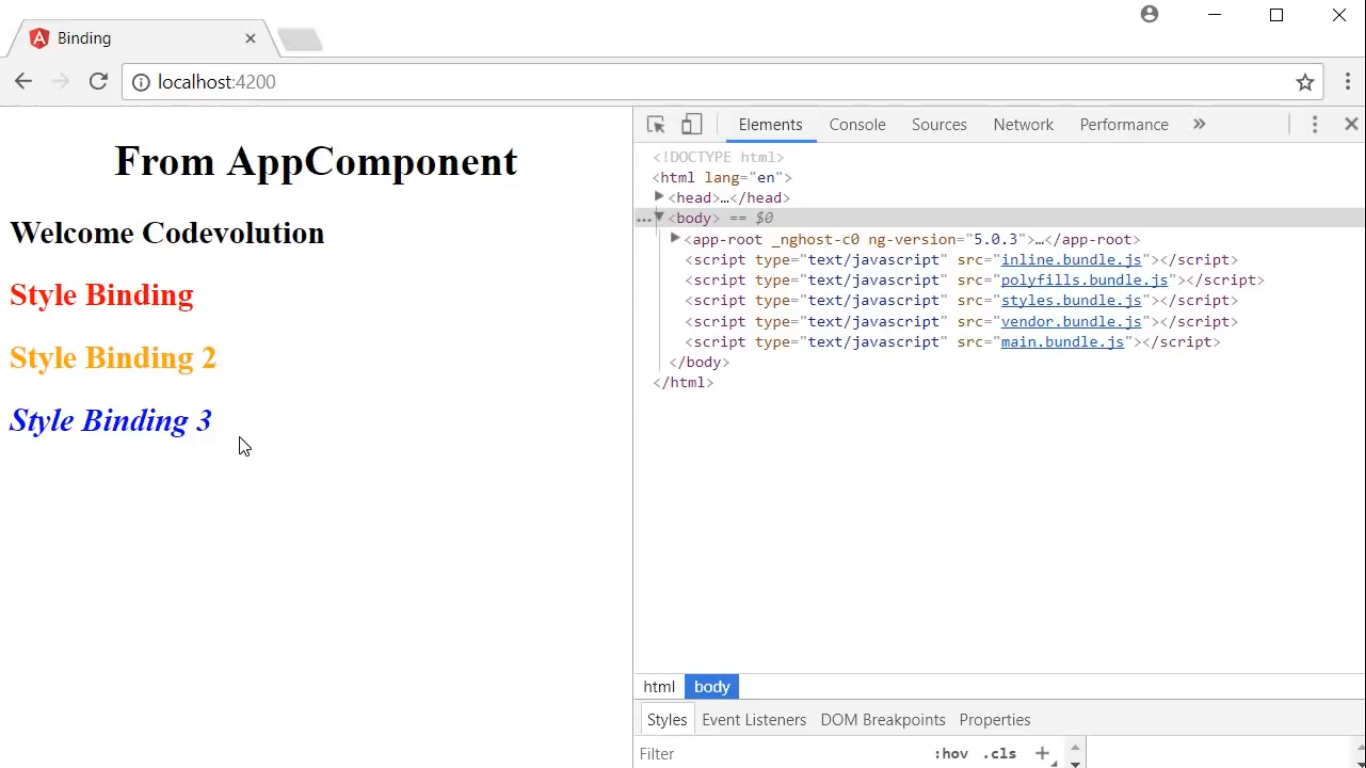 Binding
localhost:4200
From AppComponent
Welcome Codevolution
Style Binding
Style Binding 2
Style Binding 3
Elements Console Sources Network Performance »
<!DOCTYPE html>
<html lang="en">
<head>…</head>
<body> == $0
<app-root _nghost-c0 ng-version="5.0.3">…</app-root>
<script type="text/javascript" src="inline.bundle.js"></script>
<script type="text/javascript" src="polyfills.bundle.js"></script>
<script type="text/javascript" src="styles.bundle.js"></script>
<script type="text/javascript" src="vendor.bundle.js"></script>
<script type="text/javascript" src="main.bundle.js"></script>
</body>
</html>
html body
Styles Event Listeners DOM Breakpoints Properties
Filter :hov .cls +